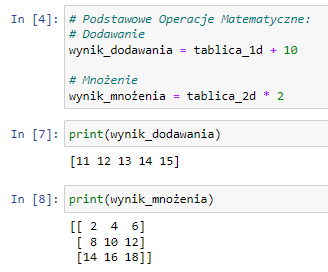 In [4]: # Podstawowe Operacje Matematyczne:
# Dodawanie
wynik_dodawania = tablica_1d + 10

# Mnożenie
wynik_mnożenia = tablica_2d * 2
In [7]: print(wynik_dodawania)
[11 12 13 14 15]
In [8]: print(wynik_mnożenia)
[[ 2  4  6]
 [ 8 10 12]
 [14 16 18]]